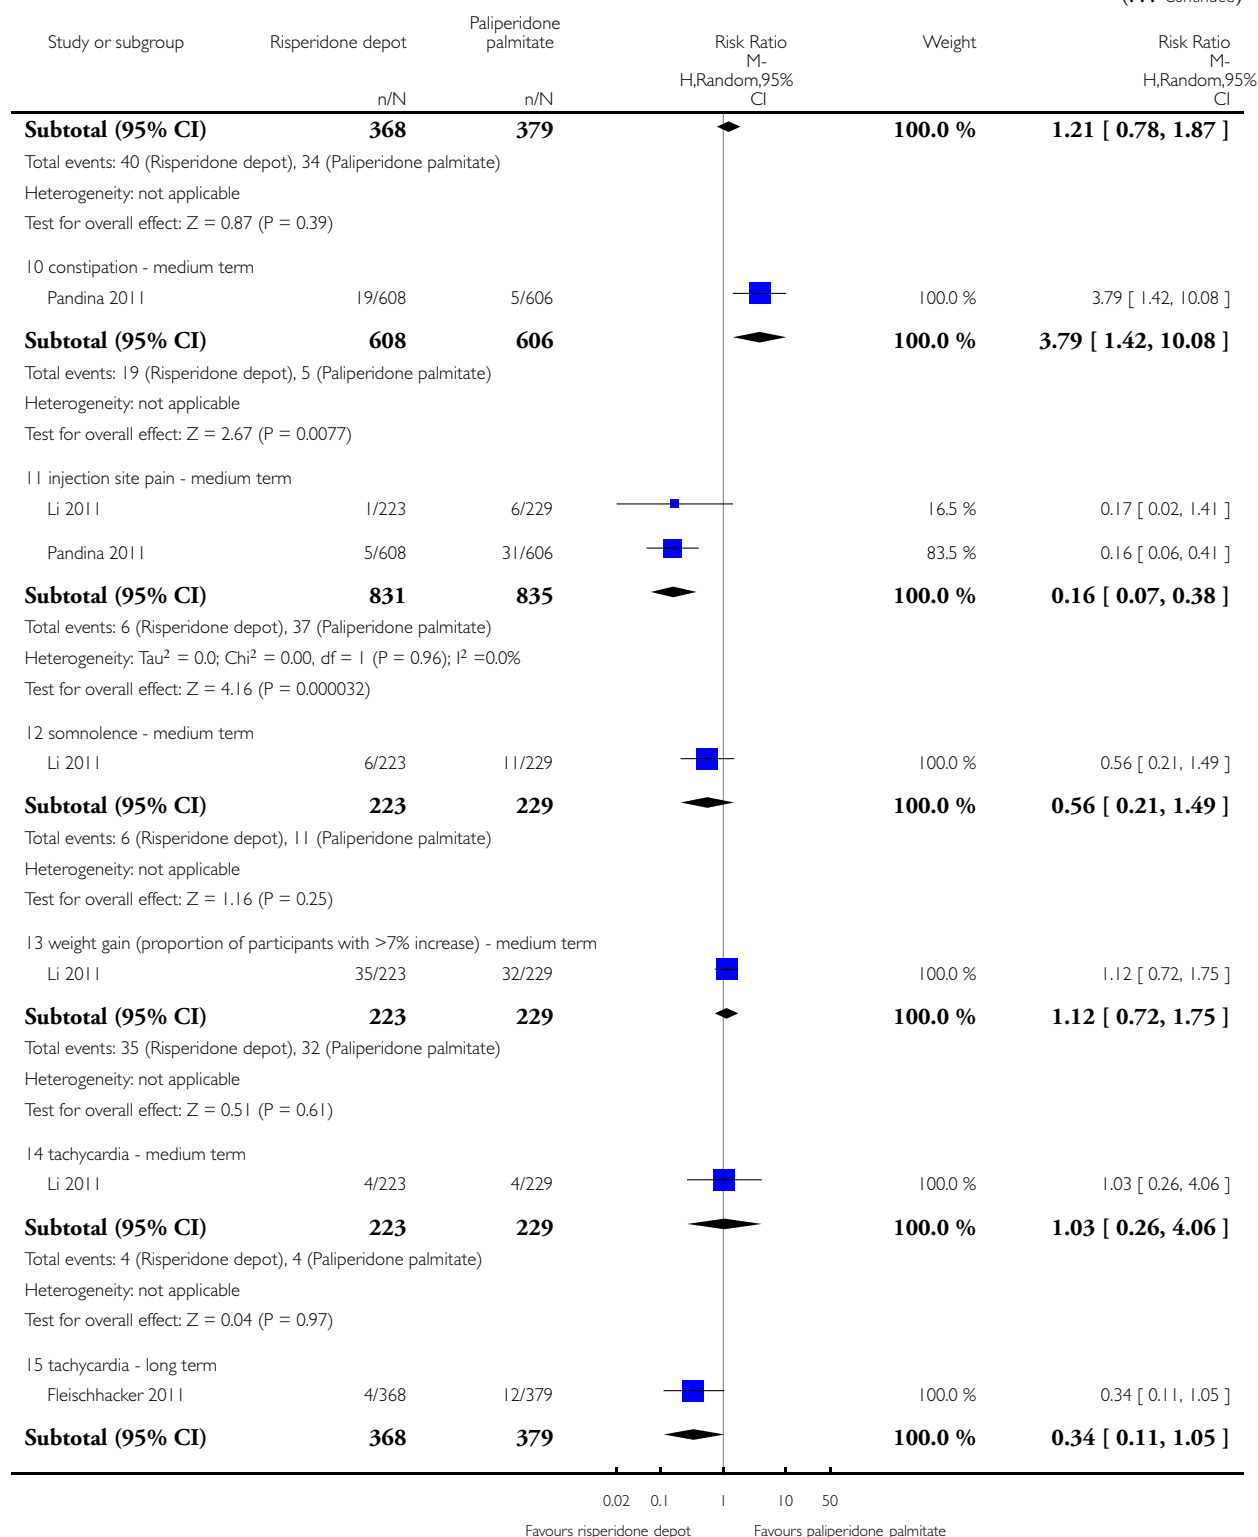 Continued)
Study or subgroup Risperidone depot Paliperidone palmitate Risk Ratio Weight Risk Ratio
M-H,Random,95% CI M-H,Random,95% CI
n/N n/N
Subtotal (95% CI) 368 379 100.0 % 1.21 [ 0.78, 1.87 ]
Total events: 40 (Risperidone depot), 34 (Paliperidone palmitate)
Heterogeneity: not applicable
Test for overall effect: Z = 0.87 (P = 0.39)
10 constipation - medium term
Pandina 2011 19/608 5/606 100.0 % 3.79 [ 1.42, 10.08 ]
Subtotal (95% CI) 608 606 100.0 % 3.79 [ 1.42, 10.08 ]
Total events: 19 (Risperidone depot), 5 (Paliperidone palmitate)
Heterogeneity: not applicable
Test for overall effect: Z = 2.67 (P = 0.0077)
11 injection site pain - medium term
Li 2011 1/223 6/229 16.5 % 0.17 [ 0.02, 1.41 ]
Pandina 2011 5/608 31/606 83.5 % 0.16 [ 0.06, 0.41 ]
Subtotal (95% CI) 831 835 100.0 % 0.16 [ 0.07, 0.38 ]
Total events: 6 (Risperidone depot), 37 (Paliperidone palmitate)
Heterogeneity: Tau² = 0.0; Chi² = 0.00, df = 1 (P = 0.96); I² =0.0%
Test for overall effect: Z = 4.16 (P = 0.000032)
12 somnolence - medium term
Li 2011 6/223 11/229 100.0 % 0.56 [ 0.21, 1.49 ]
Subtotal (95% CI) 223 229 100.0 % 0.56 [ 0.21, 1.49 ]
Total events: 6 (Risperidone depot), 11 (Paliperidone palmitate)
Heterogeneity: not applicable
Test for overall effect: Z = 1.16 (P = 0.25)
13 weight gain (proportion of participants with >7% increase) - medium term
Li 2011 35/223 32/229 100.0 % 1.12 [ 0.72, 1.75 ]
Subtotal (95% CI) 223 229 100.0 % 1.12 [ 0.72, 1.75 ]
Total events: 35 (Risperidone depot), 32 (Paliperidone palmitate)
Heterogeneity: not applicable
Test for overall effect: Z = 0.51 (P = 0.61)
14 tachycardia - medium term
Li 2011 4/223 4/229 100.0 % 1.03 [ 0.26, 4.06 ]
Subtotal (95% CI) 223 229 100.0 % 1.03 [ 0.26, 4.06 ]
Total events: 4 (Risperidone depot), 4 (Paliperidone palmitate)
Heterogeneity: not applicable
Test for overall effect: Z = 0.04 (P = 0.97)
15 tachycardia - long term
Fleischhacker 2011 4/368 12/379 100.0 % 0.34 [ 0.11, 1.05 ]
Subtotal (95% CI) 368 379 100.0 % 0.34 [ 0.11, 1.05 ]
0.02 0.1 1 10 50
Favours risperidone depot Favours paliperidone palmitate